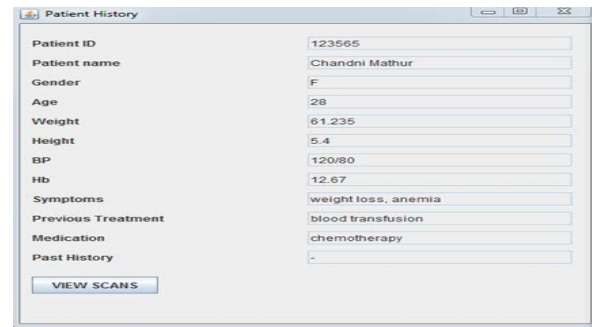 Patient History
Patient ID 123565
Patient name Chandni Mathur
Gender F
Age 28
Weight 61.235
Height 5.4
BP 120/80
Hb 12.67
Symptoms weight loss, anemia
Previous Treatment blood transfusion
Medication chemotherapy
Past History -
VIEW SCANS